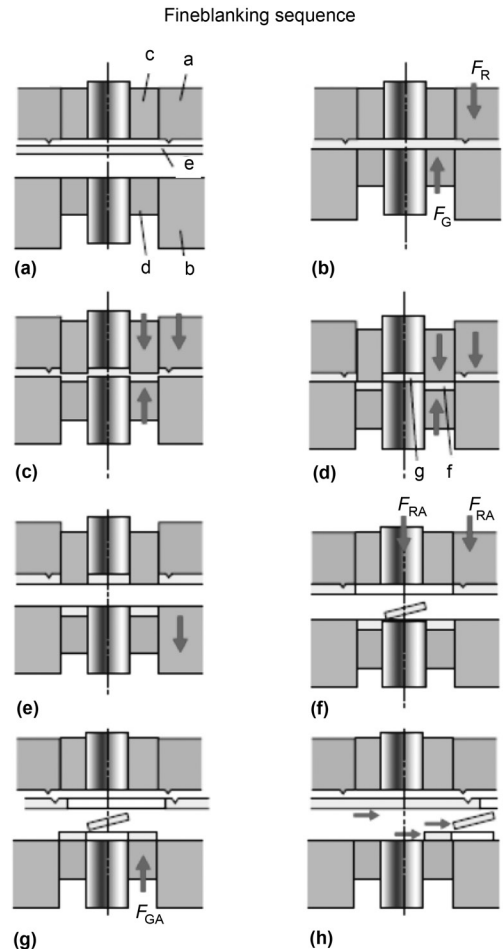 Fineblanking sequence
c
a
e
d
b
(a)
F_R
F_G
(b)
(c)
g
f
(d)
(e)
F_RA
F_RA
(f)
F_GA
(g)
(h)